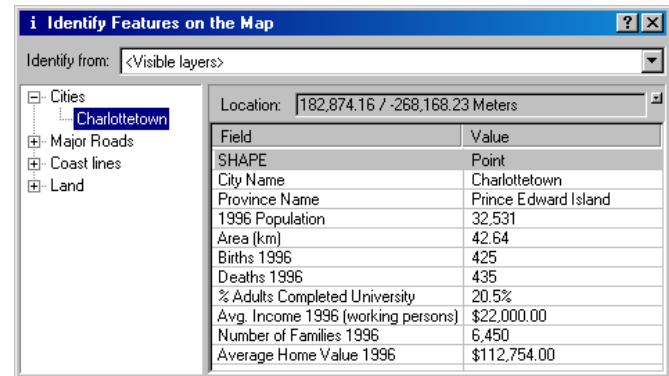 i Identify Features on the Map
Identify from: <Visible layers>
Cities
Charlottetown
Major Roads
Coast lines
Land
Location: 182,874.16 / -268,168.23 Meters
Field Value
SHAPE Point
City Name Charlottetown
Province Name Prince Edward Island
1996 Population 32,531
Area (km) 42.64
Births 1996 425
Deaths 1996 435
% Adults Completed University 20.5%
Avg. Income 1996 (working persons) $22,000.00
Number of Families 1996 6,450
Average Home Value 1996 $112,754.00